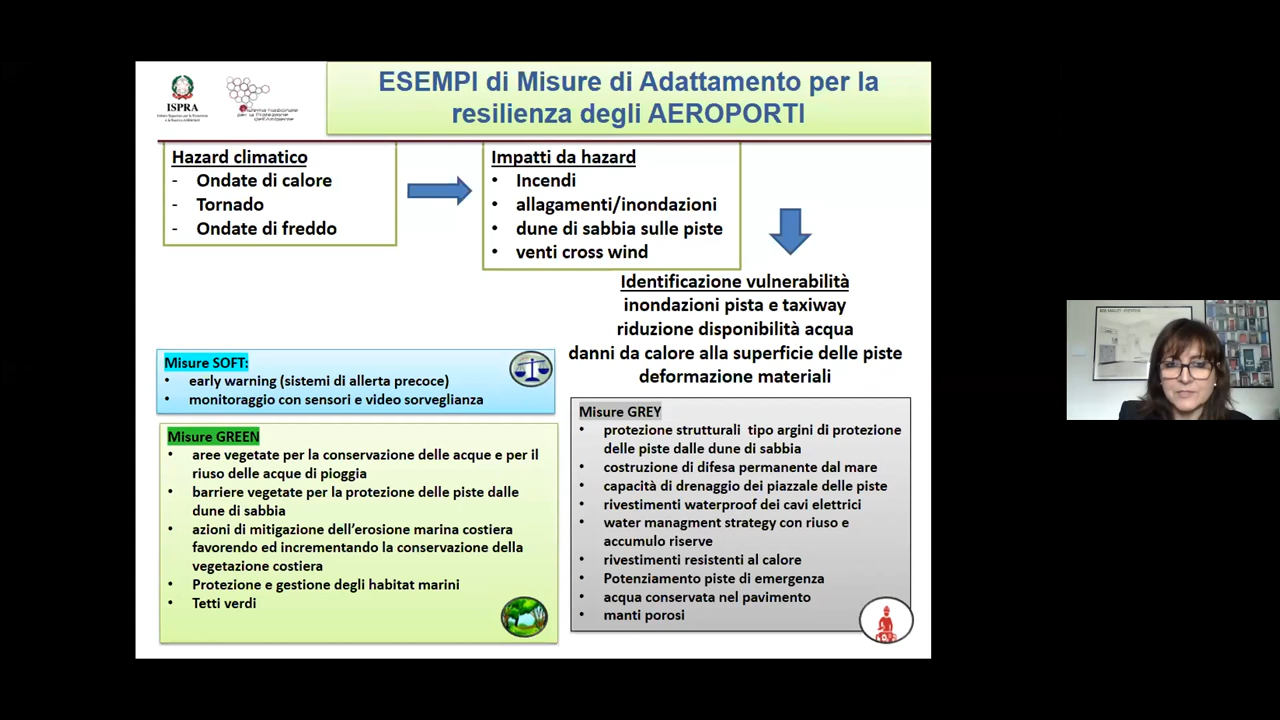 ESEMPI di Misure di Adattamento per la
resilienza degli AEROPORTI
ISPRA
Hazard climatico
- Ondate di calore
- Tornado
- Ondate di freddo
Impatti da hazard
• Incendi
• allagamenti/inondazioni
• dune di sabbia sulle piste
• venti cross wind
Identificazione vulnerabilità
inondazioni pista e taxiway
riduzione disponibilità acqua
danni da calore alla superficie delle piste
deformazione materiali
Misure SOFT:
• early warning (sistemi di allerta precoce)
• monitoraggio con sensori e video sorveglianza
Misure GREEN
• aree vegetate per la conservazione delle acque e per il
riuso delle acque di pioggia
• barriere vegetate per la protezione delle piste dalle
dune di sabbia
• azioni di mitigazione dell'erosione marina costiera
favorendo ed incrementando la conservazione della
vegetazione costiera
• Protezione e gestione degli habitat marini
• Tetti verdi
Misure GREY
• protezione strutturali tipo argini di protezione
delle piste dalle dune di sabbia
• costruzione di difesa permanente dal mare
• capacità di drenaggio dei piazzale delle piste
• rivestimenti waterproof dei cavi elettrici
• water managment strategy con riuso e
accumulo riserve
• rivestimenti resistenti al calore
• Potenziamento piste di emergenza
• acqua conservata nel pavimento
• manti porosi